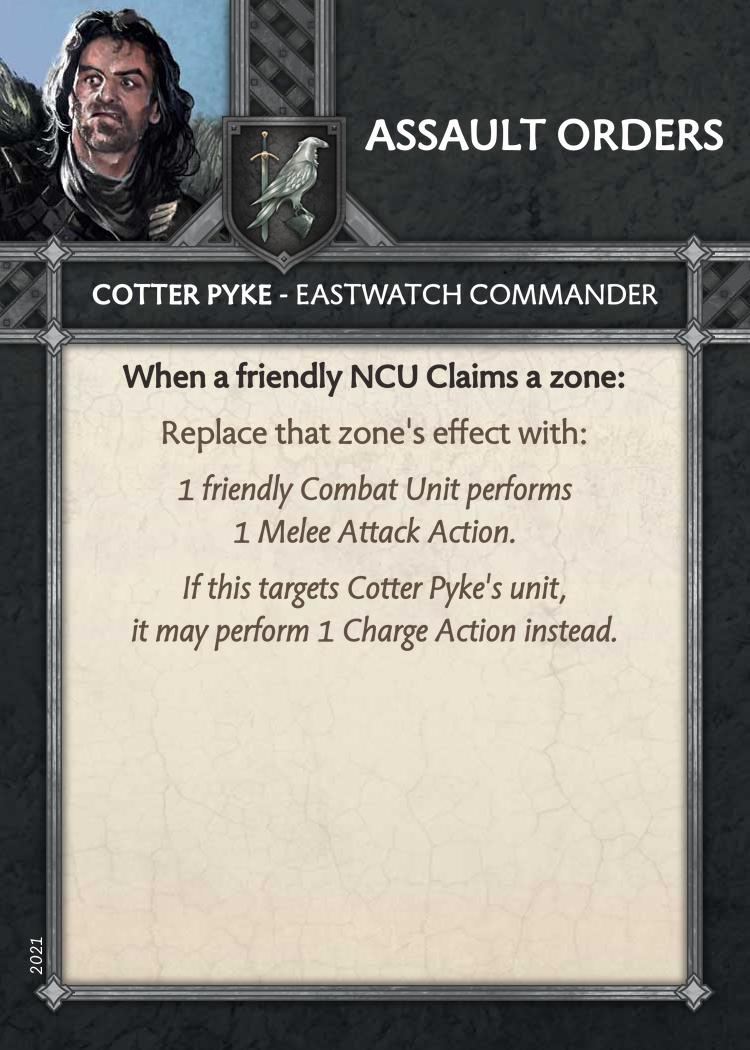 ASSAULT ORDERS
COTTER PYKE - EASTWATCH COMMANDER
When a friendly NCU Claims a zone:
Replace that zone's effect with:
1 friendly Combat Unit performs
1 Melee Attack Action.
If this targets Cotter Pyke's unit,
it may perform 1 Charge Action instead.
2021